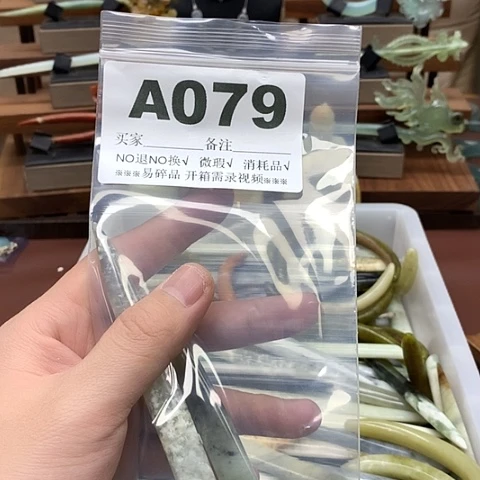 A079
买家________备注________
NO退NO换√ 微瑕√ 消耗品√
※※※易碎品 开箱需录视频※※※